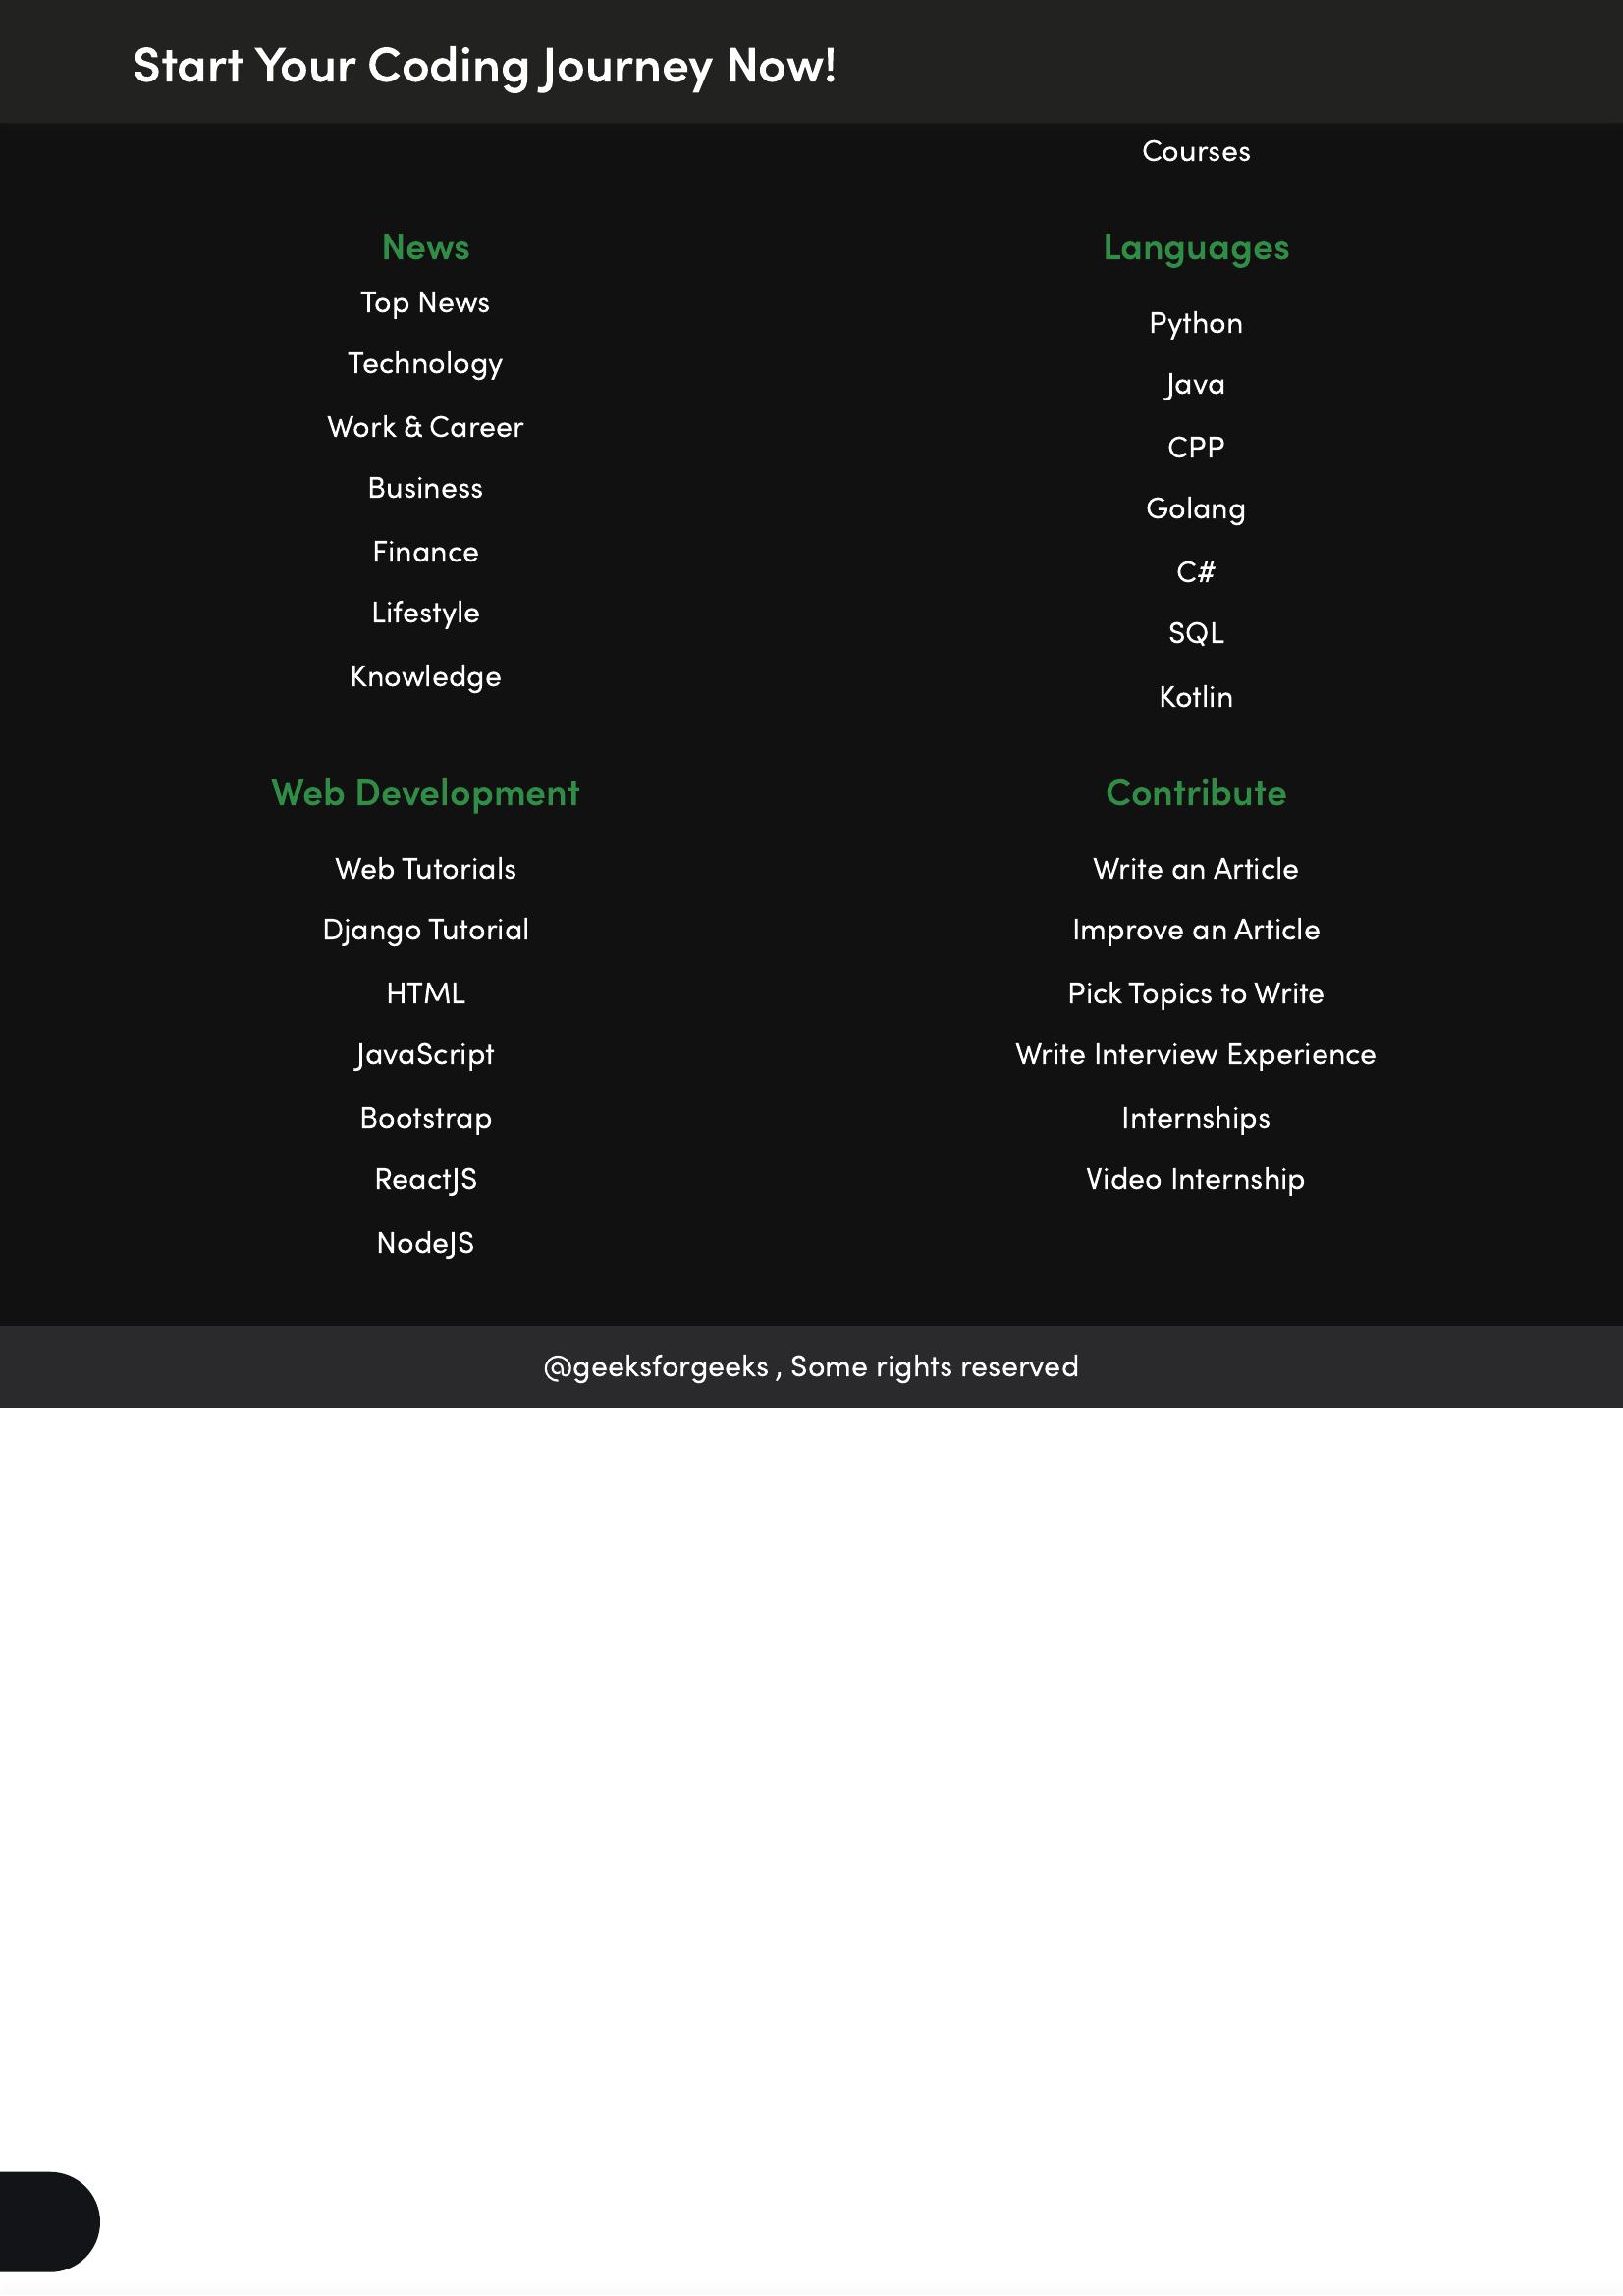 Start Your Coding Journey Now!
Courses
News
Top News
Technology
Work & Career
Business
Finance
Lifestyle
Knowledge
Languages
Python
Java
CPP
Golang
C#
SQL
Kotlin
Web Development
Web Tutorials
Django Tutorial
HTML
JavaScript
Bootstrap
ReactJS
NodeJS
Contribute
Write an Article
Improve an Article
Pick Topics to Write
Write Interview Experience
Internships
Video Internship
@geeksforgeeks , Some rights reserved